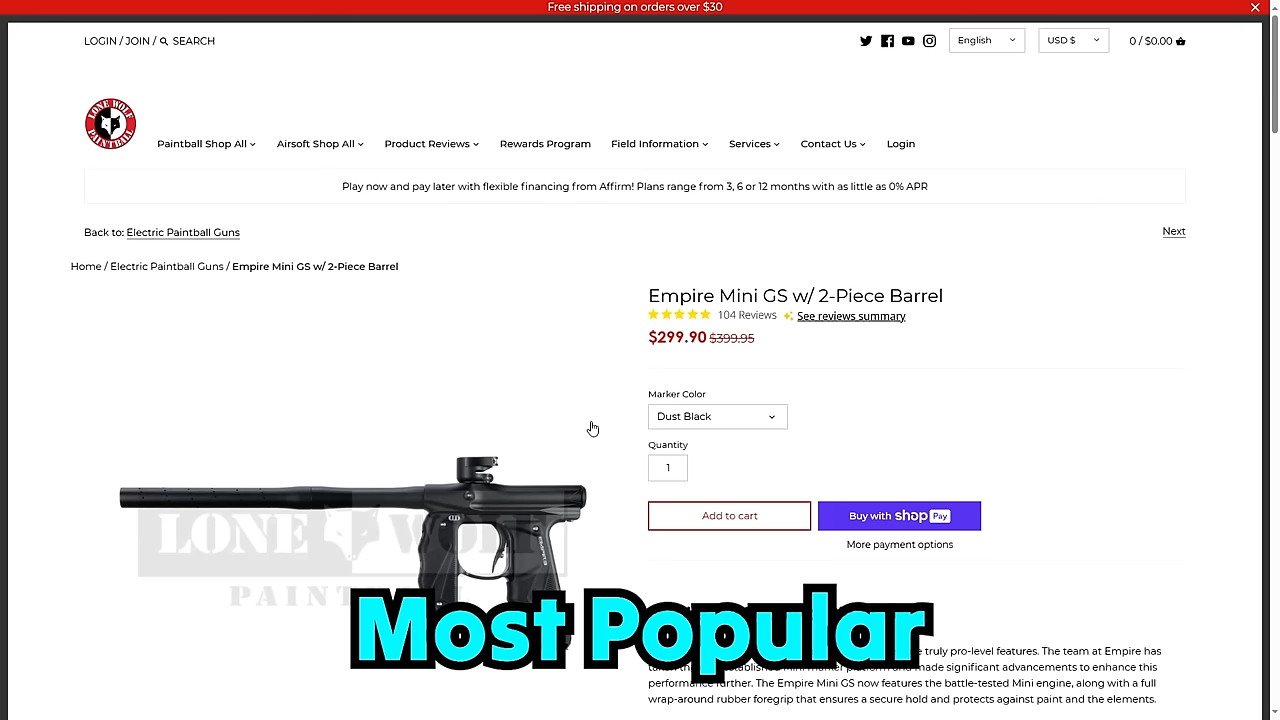 Free shipping on orders over $30
LOGIN / JOIN / SEARCH
English
USD $
0 / $0.00
LONE WOLF
PAINTBALL
Paintball Shop All
Airsoft Shop All
Product Reviews
Rewards Program
Field Information
Services
Contact Us
Login
Play now and pay later with flexible financing from Affirm! Plans range from 3, 6 or 12 months with as little as 0% APR
Back to: Electric Paintball Guns
Next
Home / Electric Paintball Guns / Empire Mini GS w/ 2-Piece Barrel
Empire Mini GS w/ 2-Piece Barrel
104 Reviews
See reviews summary
$299.90 $399.95
Marker Color
Dust Black
Quantity
1
Add to cart
Buy with shop Pay
More payment options
LONE WOLF
EMPIRE
Most Popular
truly pro-level features. The team at Empire has
made significant advancements to enhance this
performance further. The Empire Mini GS now features the battle-tested Mini engine, along with a full
wrap-around rubber foregrip that ensures a secure hold and protects against paint and the elements.